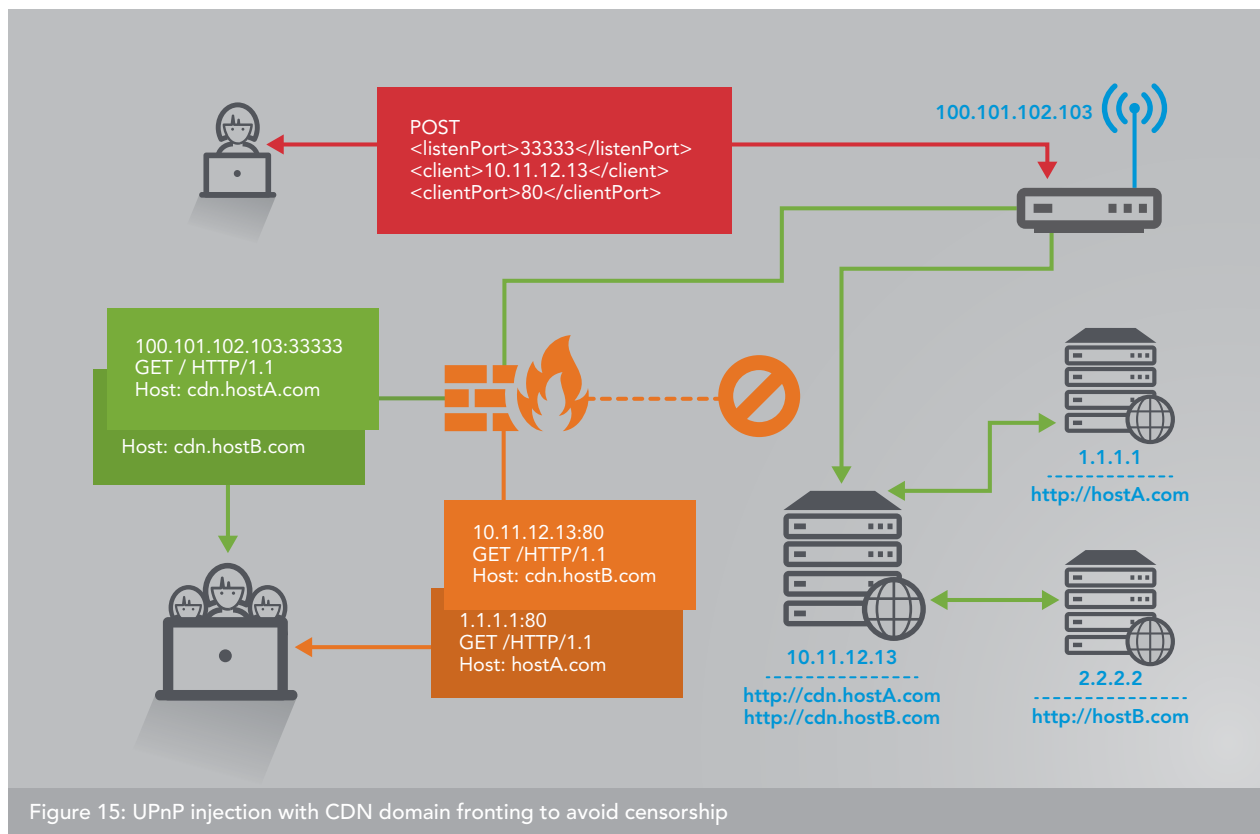 POST
<listenPort>33333</listenPort>
<client>10.11.12.13</client>
<clientPort>80</clientPort>
100.101.102.103
100.101.102.103:33333
GET / HTTP/1.1
Host: cdn.hostA.com
Host: cdn.hostB.com
10.11.12.13:80
GET /HTTP/1.1
Host: cdn.hostB.com
1.1.1.1:80
GET /HTTP/1.1
Host: hostA.com
1.1.1.1
http://hostA.com
10.11.12.13
http://cdn.hostA.com
http://cdn.hostB.com
2.2.2.2
http://hostB.com
Figure 15: UPnP injection with CDN domain fronting to avoid censorship